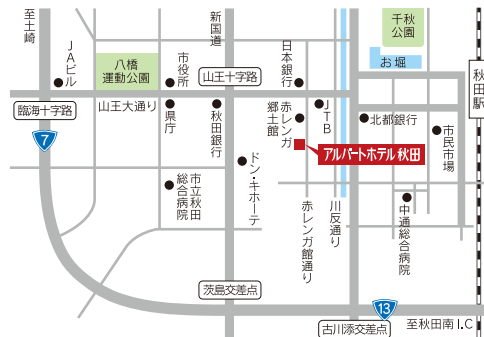 至土崎
新国道
千秋
公園
JAビル
八橋
運動公園
市役所
山王十字路
日本銀行
お堀
秋田駅
臨海十字路
山王大通り
県庁
秋田銀行
赤レンガ
郷土館
JTB
北都銀行
市民市場
7
アルパートホテル秋田
市立秋田
総合病院
ドン・キホーテ
赤レンガ館通り
川反通り
中通総合病院
茨島交差点
13
古川添交差点
至秋田南I.C